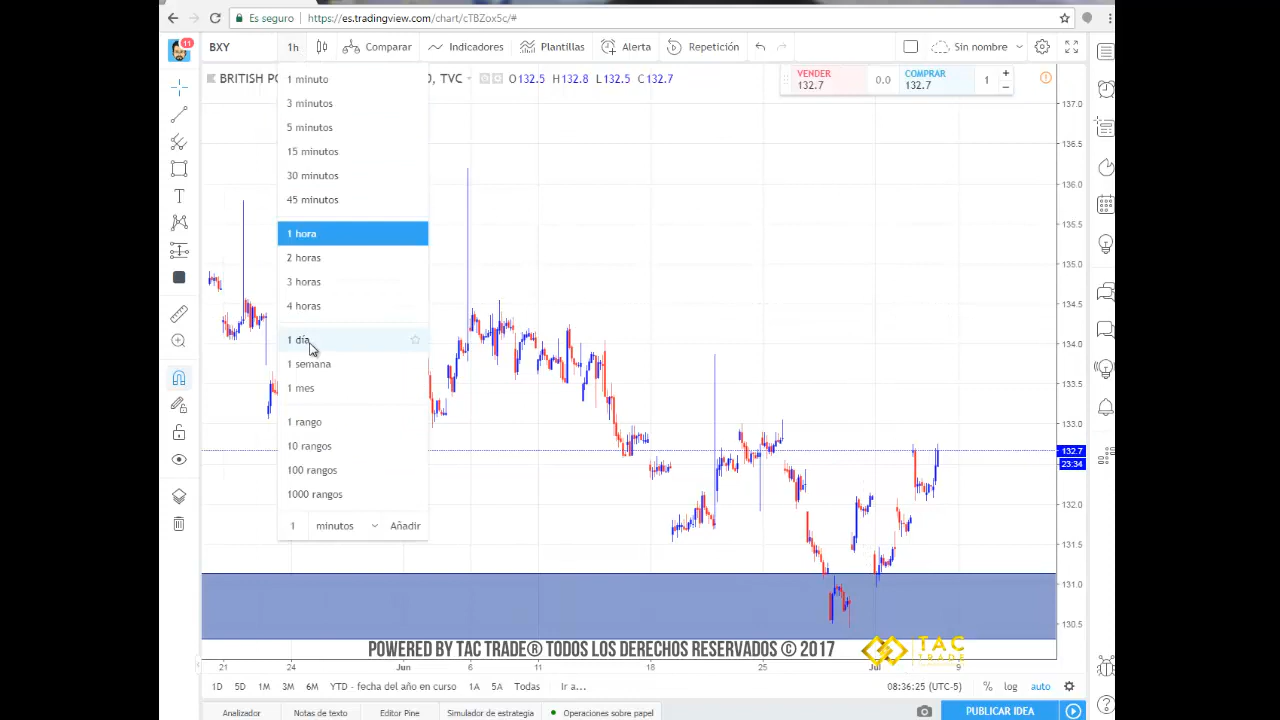 Es seguro
https://es.tradingview.com/chart/cTBZox5c/#
11
BXY
1h
Comparar
Indicadores
Plantillas
Alerta
Repetición
Sin nombre
BRITISH PO
0, TVC
O132.5 H132.8 L132.5 C132.7
VENDER
132.7
0.0
COMPRAR
132.7
1
+
−
1 minuto
3 minutos
5 minutos
15 minutos
30 minutos
45 minutos
1 hora
2 horas
3 horas
4 horas
1 día
1 semana
1 mes
1 rango
10 rangos
100 rangos
1000 rangos
1 minutos Añadir
137.0
136.5
136.0
135.5
135.0
134.5
134.0
133.5
133.0
132.7
23:34
132.0
131.5
131.0
130.5
POWERED BY TAC TRADE® TODOS LOS DERECHOS RESERVADOS © 2017
TAC
TRADE
21 24 Jun 6 11 18 25 Jul 9
1D 5D 1M 3M 6M YTD - fecha del año en curso 1A 5A Todas Ir a...
08:36:25 (UTC-5)
% log auto
Analizador
Notas de texto
Editor Pine
Simulador de estrategia
Operaciones sobre papel
PUBLICAR IDEA